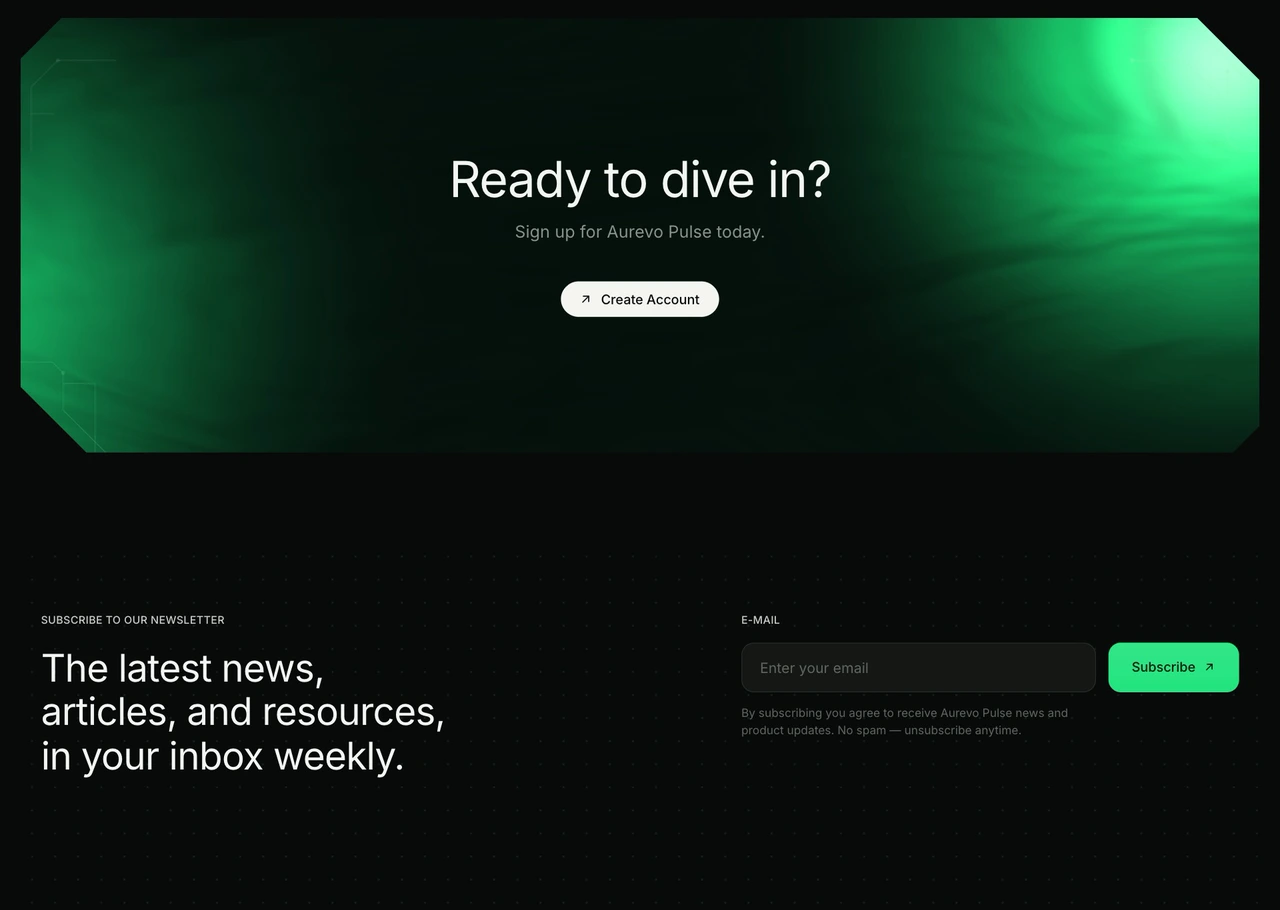 Ready to dive in?
Sign up for Aurevo Pulse today.
Create Account
SUBSCRIBE TO OUR NEWSLETTER
The latest news,
articles, and resources,
in your inbox weekly.
E-MAIL
Enter your email
Subscribe
By subscribing you agree to receive Aurevo Pulse news and
product updates. No spam — unsubscribe anytime.